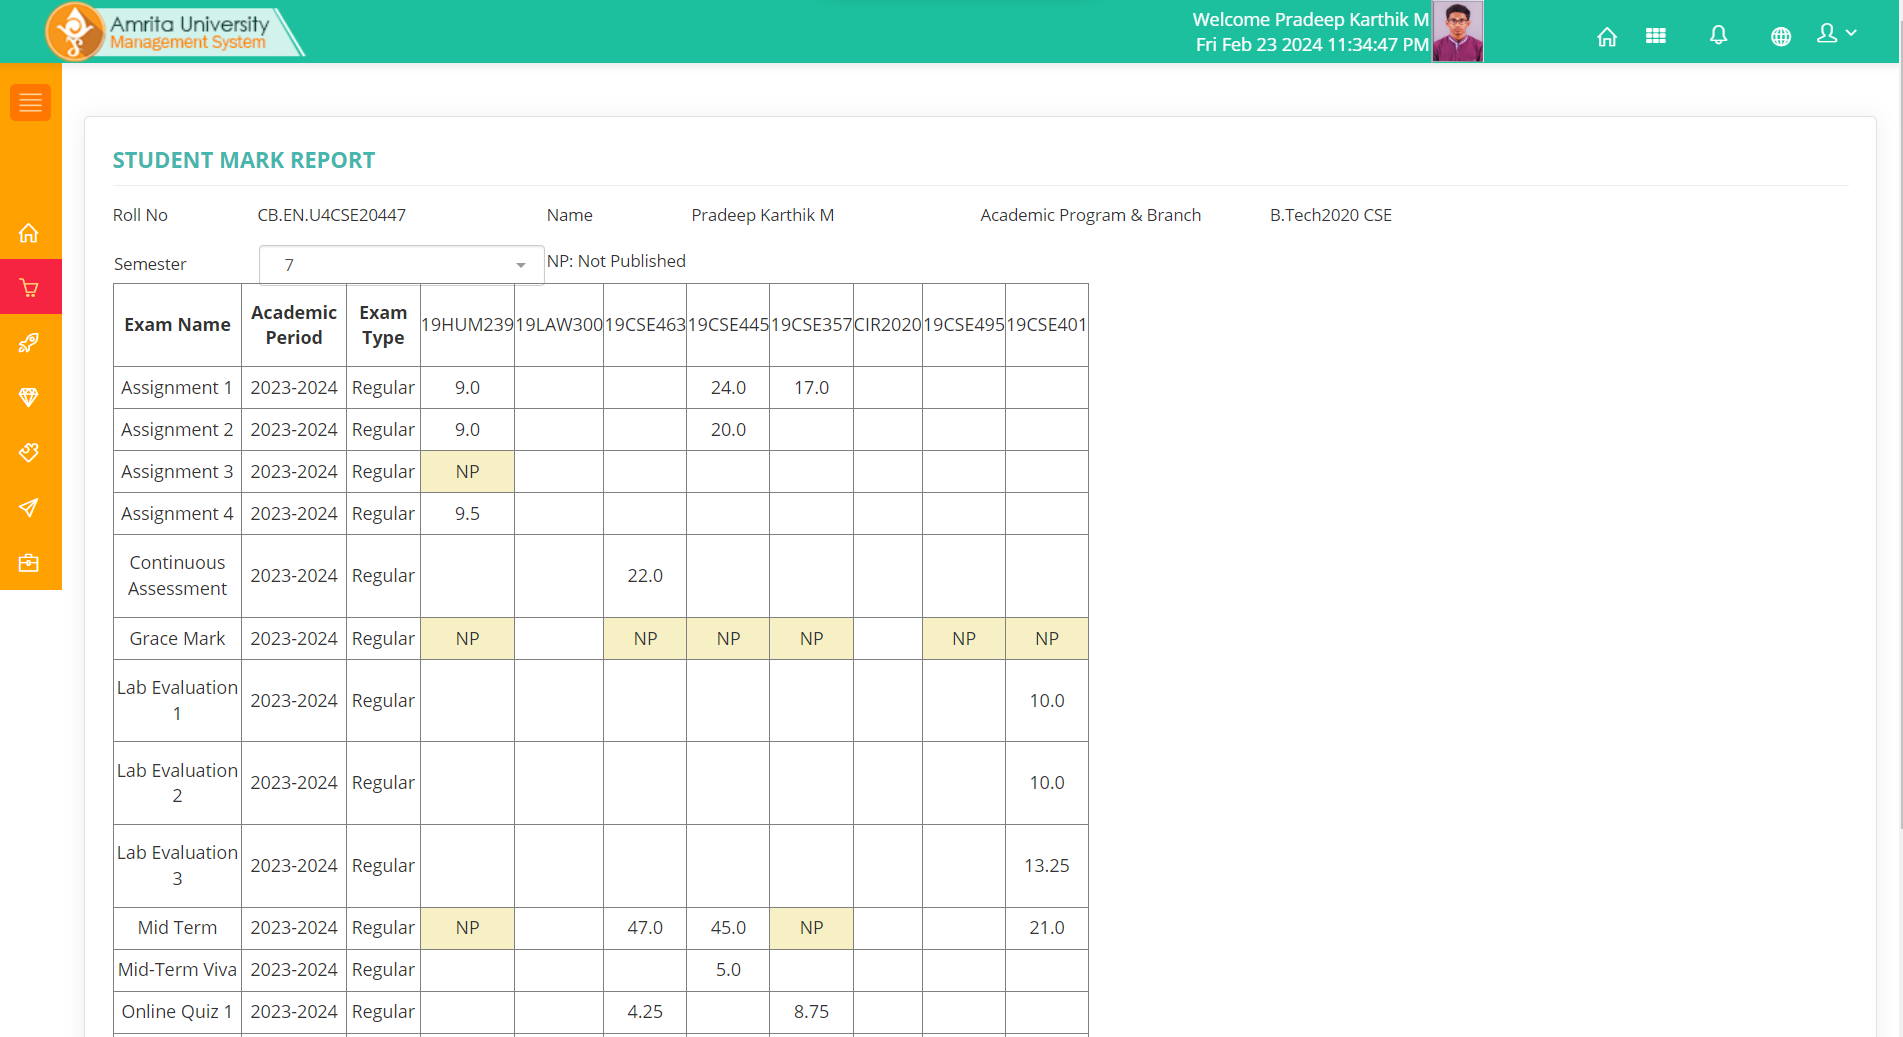 Amrita University
Management System
Welcome Pradeep Karthik M
Fri Feb 23 2024 11:34:47 PM
STUDENT MARK REPORT
Roll No CB.EN.U4CSE20447 Name Pradeep Karthik M Academic Program & Branch B.Tech2020 CSE
Semester 7 NP: Not Published
Exam Name Academic Period Exam Type 19HUM239 19LAW300 19CSE463 19CSE445 19CSE357 CIR2020 19CSE495 19CSE401
Assignment 1 2023-2024 Regular 9.0 24.0 17.0
Assignment 2 2023-2024 Regular 9.0 20.0
Assignment 3 2023-2024 Regular NP
Assignment 4 2023-2024 Regular 9.5
Continuous Assessment 2023-2024 Regular 22.0
Grace Mark 2023-2024 Regular NP NP NP NP NP NP
Lab Evaluation 1 2023-2024 Regular 10.0
Lab Evaluation 2 2023-2024 Regular 10.0
Lab Evaluation 3 2023-2024 Regular 13.25
Mid Term 2023-2024 Regular NP 47.0 45.0 NP 21.0
Mid-Term Viva 2023-2024 Regular 5.0
Online Quiz 1 2023-2024 Regular 4.25 8.75